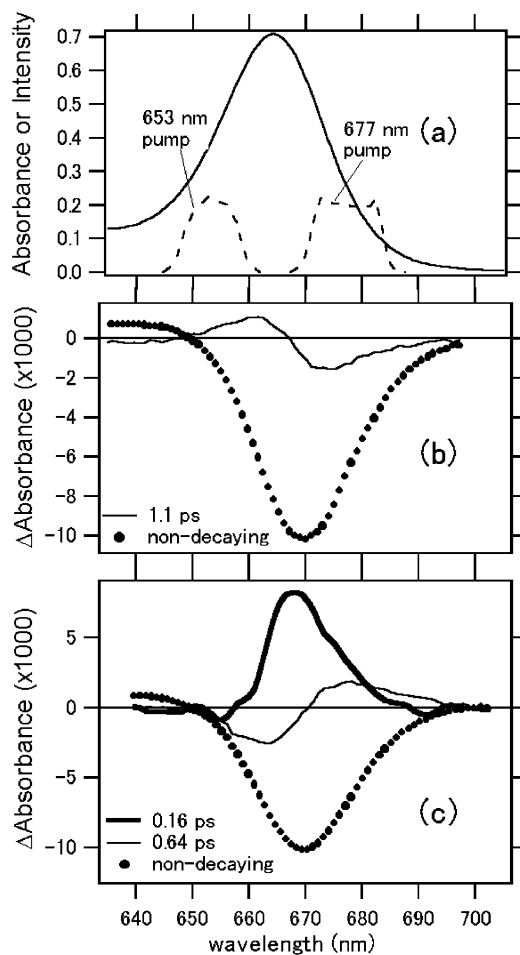 Absorbance or Intensity
0.7
0.6
0.5
0.4
0.3
0.2
0.1
0.0
653 nm
pump
677 nm
pump
(a)
ΔAbsorbance (x1000)
0
-2
-4
-6
-8
-10
(b)
1.1 ps
non-decaying
ΔAbsorbance (x1000)
5
0
-5
-10
(c)
0.16 ps
0.64 ps
non-decaying
640 650 660 670 680 690 700
wavelength (nm)